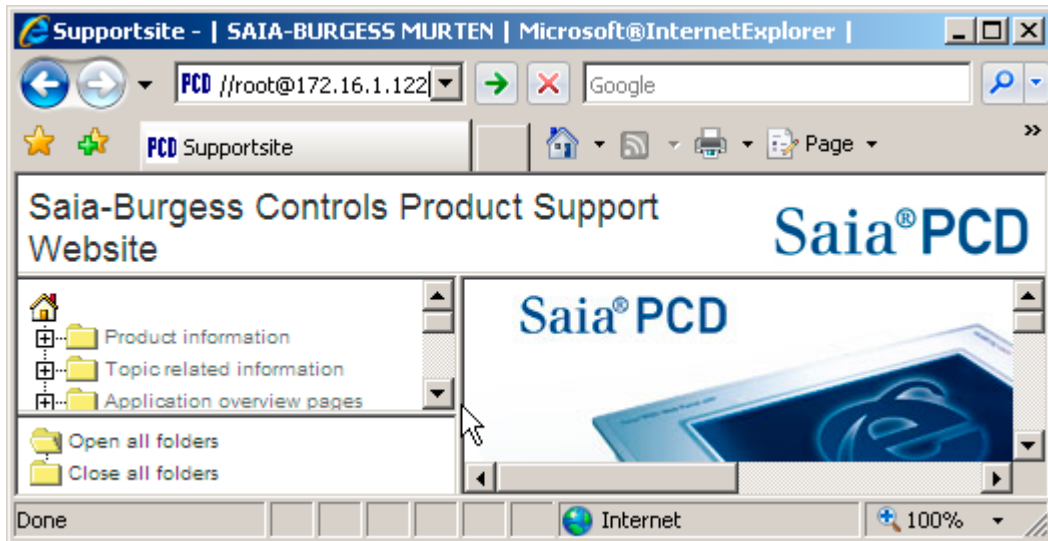 Supportsite - | SAIA-BURGESS MURTEN | Microsoft®InternetExplorer |
PCD //root@172.16.1.122
Google
PCD Supportsite
Page
»
Saia-Burgess Controls Product Support
Website
Saia®PCD
Product information
Topic related information
Application overview pages
Open all folders
Close all folders
Saia®PCD
Done
Internet
100%